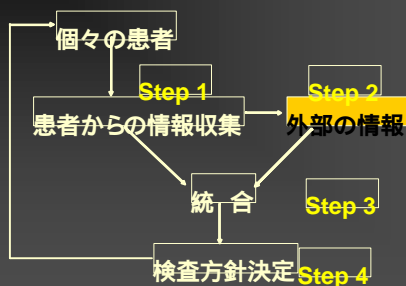 個々の患者
Step 1
Step 2
患者からの情報収集
外部の情報
統 合
Step 3
検査方針決定
Step 4